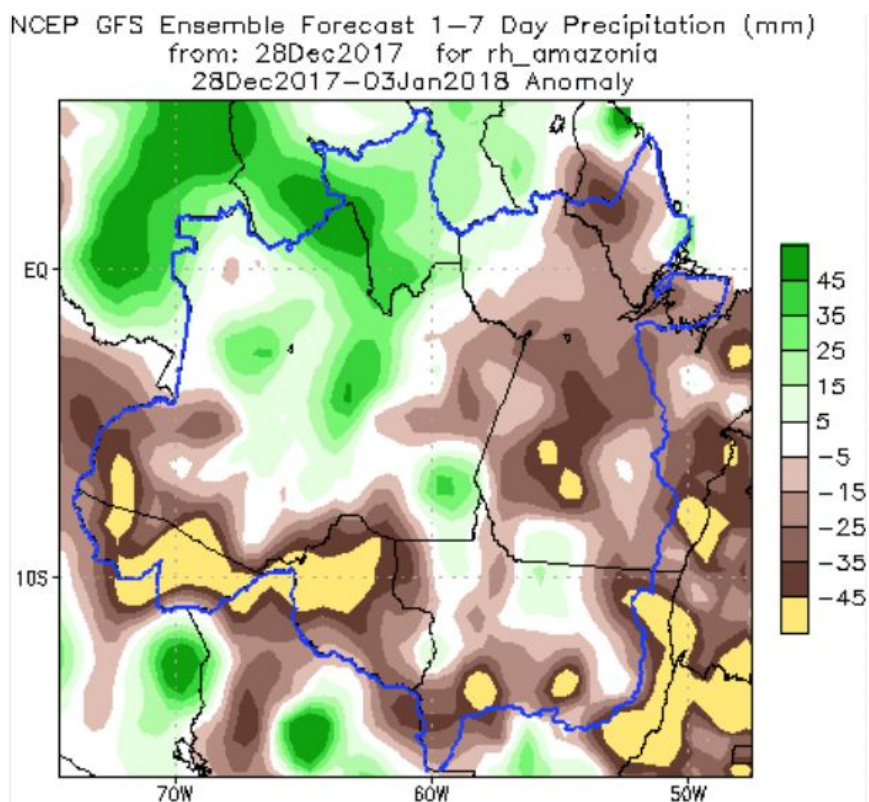 NCEP GFS Ensemble Forecast 1–7 Day Precipitation (mm)
from: 28Dec2017 for rh_amazonia
28Dec2017–03Jan2018 Anomaly
EQ
10S
70W
60W
50W
45
35
25
15
5
−5
−15
−25
−35
−45